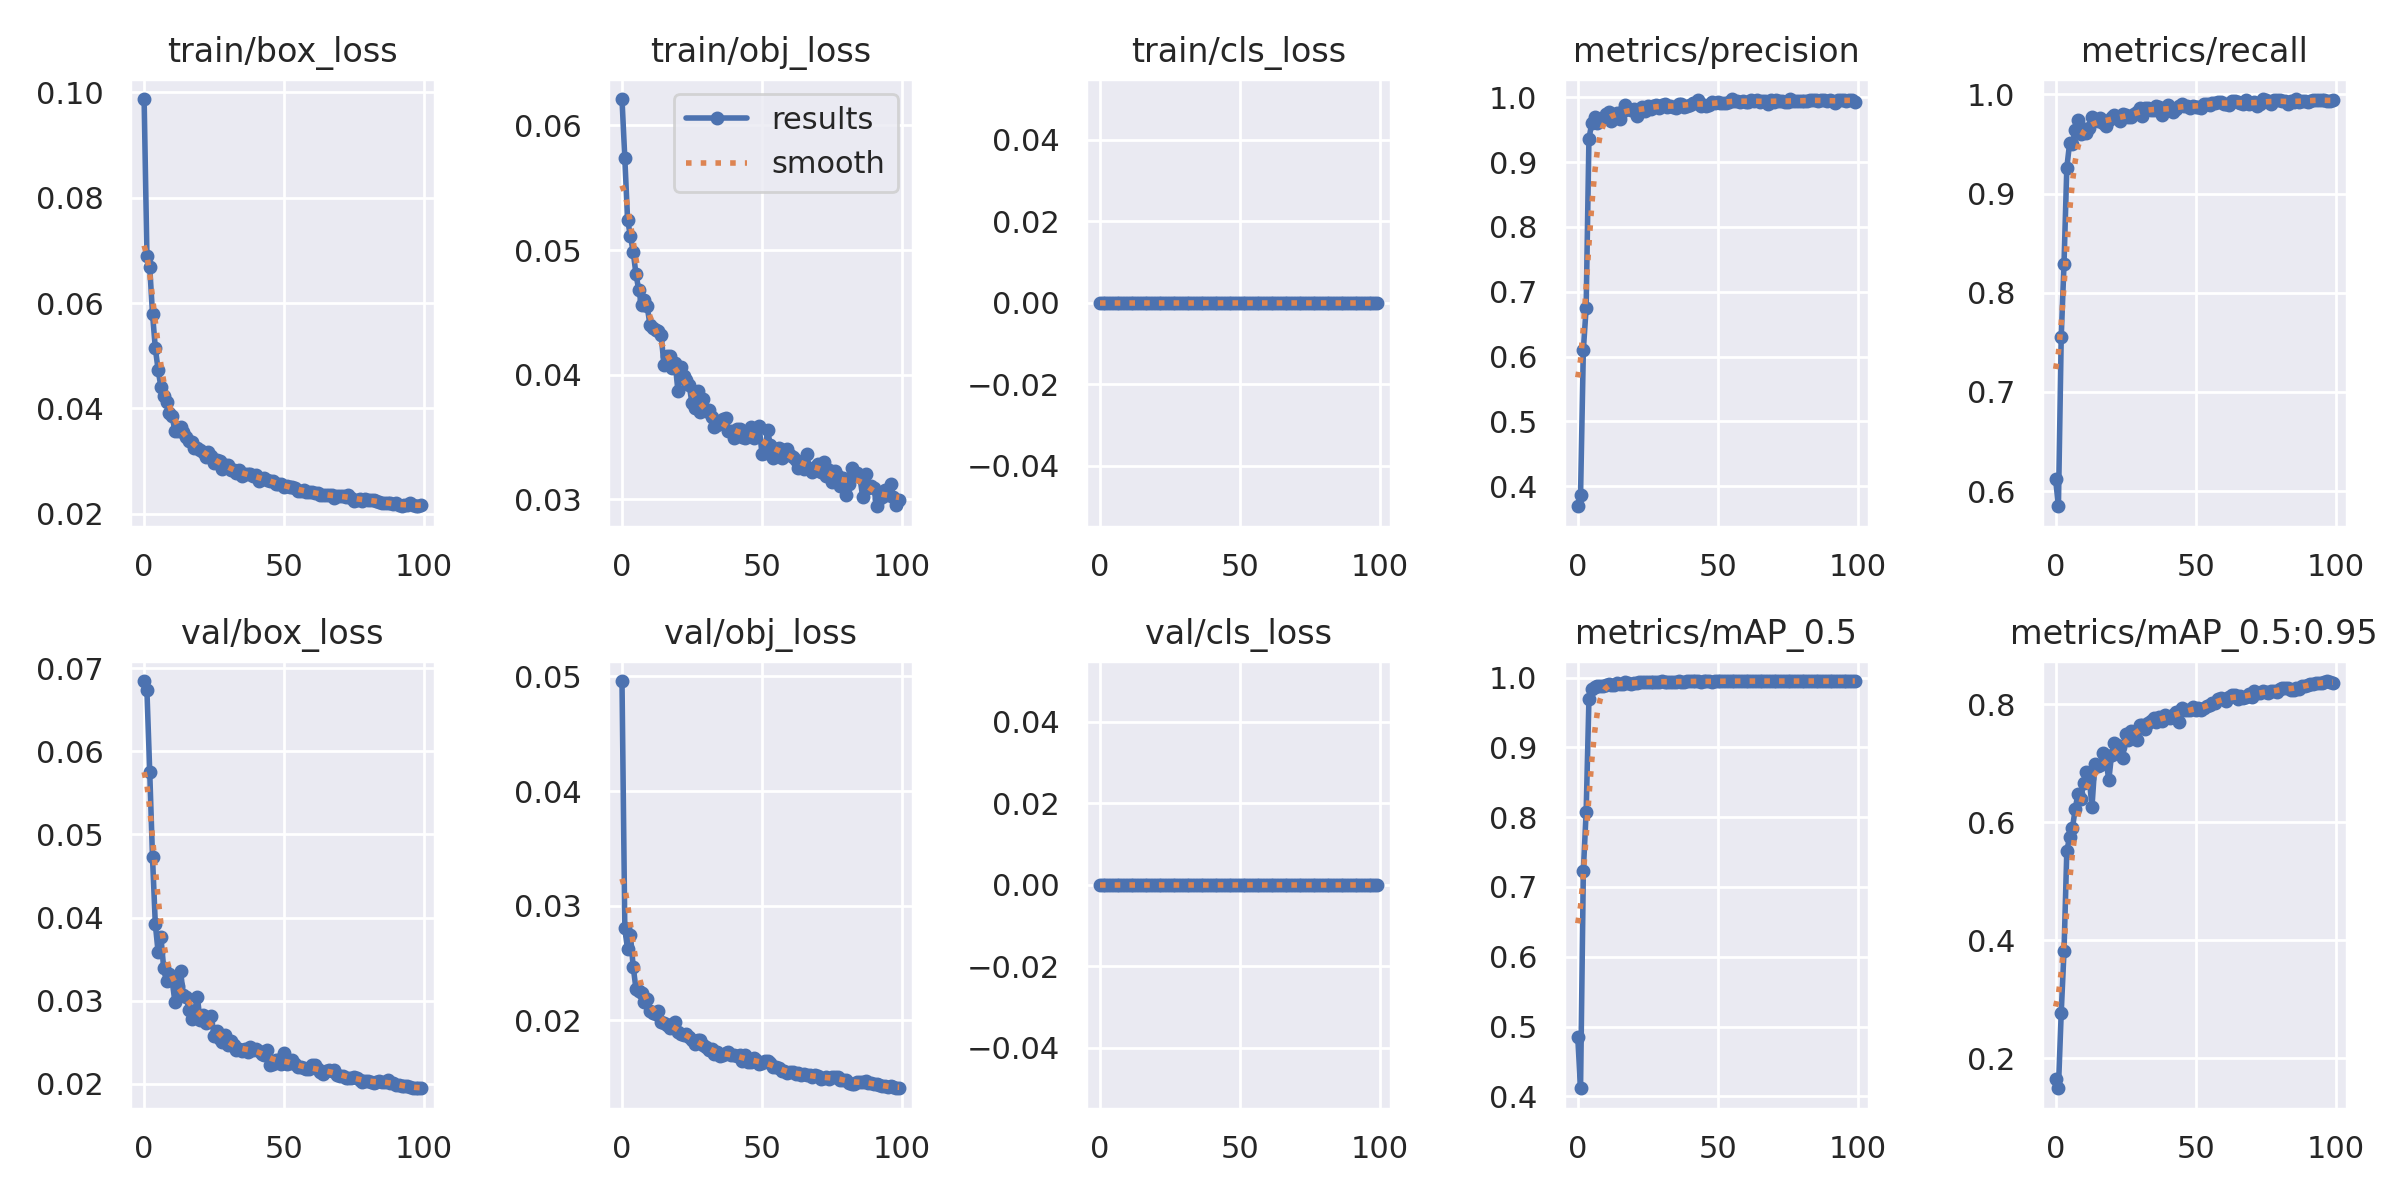 train/box_loss
0.10
0.08
0.06
0.04
0.02
0 50 100
train/obj_loss
results
smooth
0.06
0.05
0.04
0.03
0 50 100
train/cls_loss
0.04
0.02
0.00
−0.02
−0.04
0 50 100
metrics/precision
1.0
0.9
0.8
0.7
0.6
0.5
0.4
0 50 100
metrics/recall
1.0
0.9
0.8
0.7
0.6
0 50 100
val/box_loss
0.07
0.06
0.05
0.04
0.03
0.02
0 50 100
val/obj_loss
0.05
0.04
0.03
0.02
0 50 100
val/cls_loss
0.04
0.02
0.00
−0.02
−0.04
0 50 100
metrics/mAP_0.5
1.0
0.9
0.8
0.7
0.6
0.5
0.4
0 50 100
metrics/mAP_0.5:0.95
0.8
0.6
0.4
0.2
0 50 100